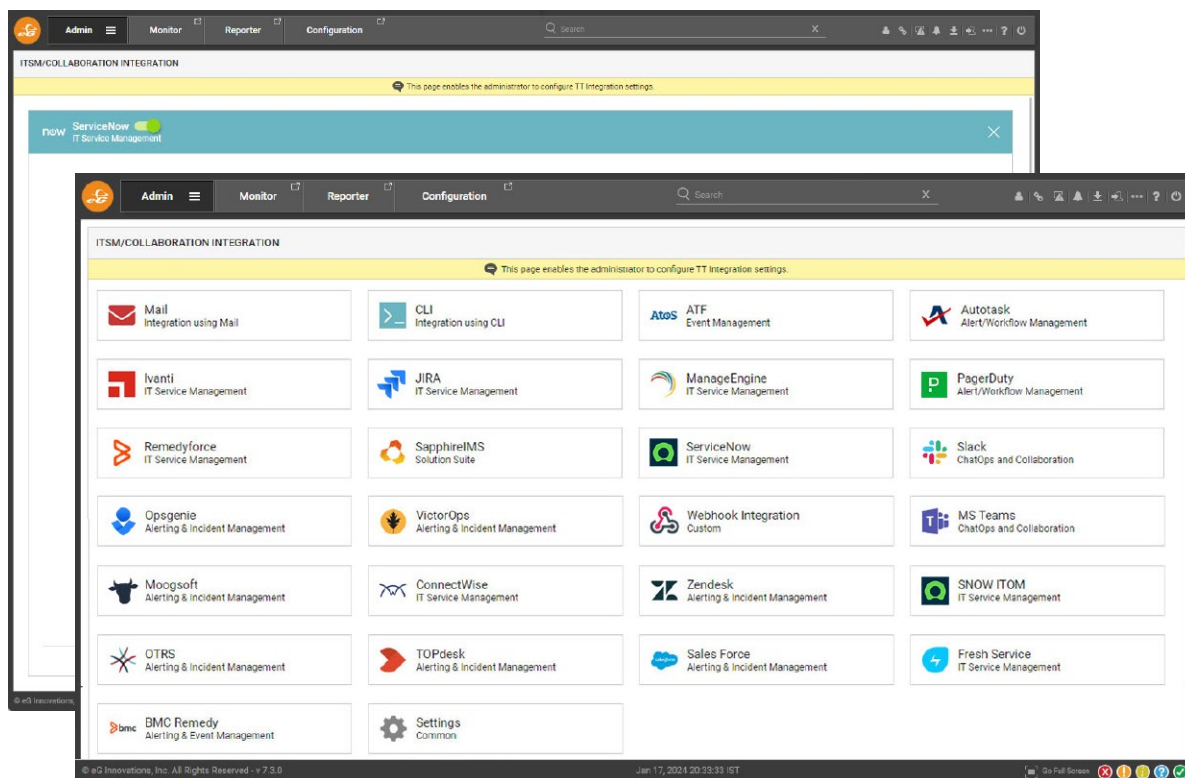 Admin Monitor Reporter Configuration Search X ?
ITSM/COLLABORATION INTEGRATION
This page enables the administrator to configure TT Integration settings.
now ServiceNow
IT Service Management
© eG Innovations,
Admin Monitor Reporter Configuration Search X ?
ITSM/COLLABORATION INTEGRATION
This page enables the administrator to configure TT Integration settings.
Mail
Integration using Mail
CLI
Integration using CLI
Atos ATF
Event Management
Autotask
Alert/Workflow Management
Ivanti
IT Service Management
JIRA
IT Service Management
ManageEngine
IT Service Management
P PagerDuty
Alert/Workflow Management
Remedyforce
IT Service Management
SapphireIMS
Solution Suite
ServiceNow
IT Service Management
Slack
ChatOps and Collaboration
Opsgenie
Alerting & Incident Management
VictorOps
Alerting & Incident Management
Webhook Integration
Custom
MS Teams
ChatOps and Collaboration
Moogsoft
Alerting & Incident Management
ConnectWise
IT Service Management
Zendesk
Alerting & Incident Management
SNOW ITOM
IT Service Management
OTRS
Alerting & Incident Management
TOPdesk
Alerting & Incident Management
salesforce Sales Force
Alerting & Incident Management
Fresh Service
IT Service Management
bmc BMC Remedy
Alerting & Event Management
Settings
Common
© eG Innovations, Inc. All Rights Reserved - v 7.3.0 Jan 17, 2024 20:33:33 IST Go Full Screen